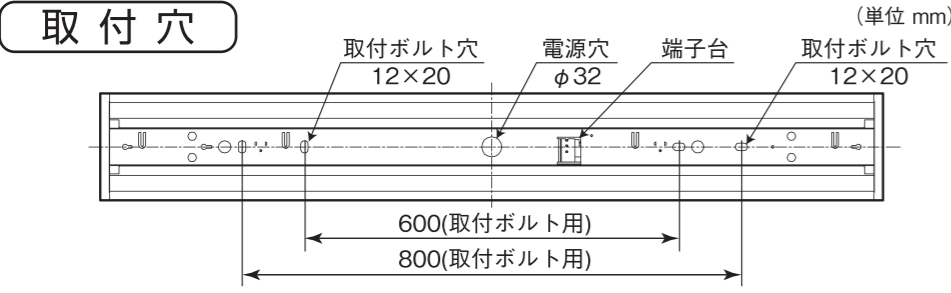 取付穴
(単位 mm)
取付ボルト穴
12×20
電源穴
φ32
端子台
取付ボルト穴
12×20
600(取付ボルト用)
800(取付ボルト用)